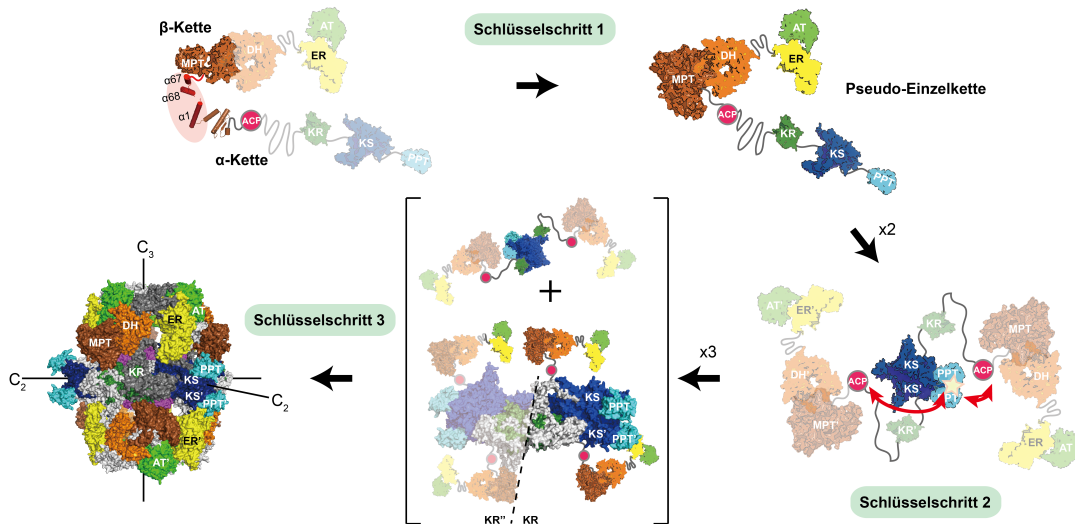 β-Kette
MPT
DH
AT
ER
α67
α68
α1
ACP
KR
KS
PPT
α-Kette
Schlüsselschritt 1
AT
MPT
DH
ER
Pseudo-Einzelkette
ACP
KR
KS
PPT
x2
AT'
ER'
DH'
MPT'
ACP
KR
KS
KS'
PPT
KR'
ACP
MPT
DH
ER
AT
Schlüsselschritt 2
x3
+
KS
PPT
KS'
PPT'
KR'' KR
Schlüsselschritt 3
C3
AT
ER
DH
MPT
KR
PPT
KS
KS'
PPT'
C2
C2
ER'
AT'